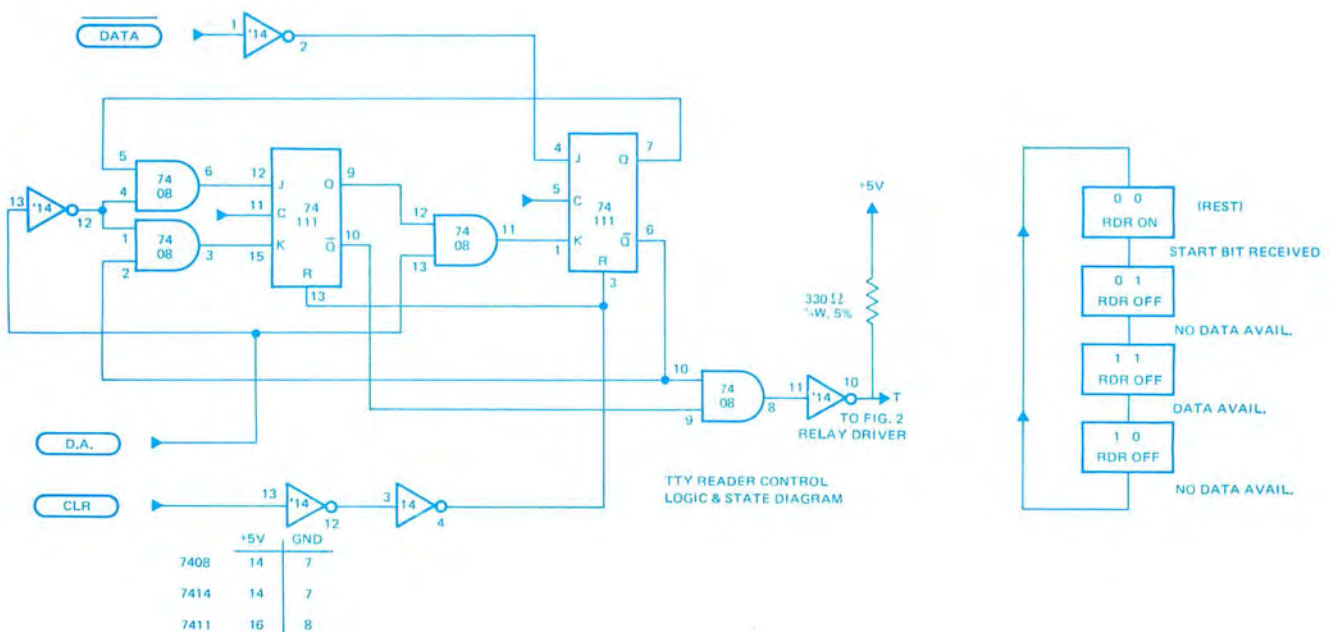 DATA
1
'14
2
5
4
13
'14
12
1
2
74
08
6
74
08
3
12
J
Q
9
11
C
74
111
K
Q
10
15
R
13
12
13
74
08
11
4
J
Q
7
5
C
74
111
K
Q
6
1
R
3
+5V
330 Ω
W, 5%
10
9
74
08
8
11
'14
10
T
TO FIG. 2
RELAY DRIVER
D.A.
CLR
13
'14
12
3
14
4
TTY READER CONTROL
LOGIC & STATE DIAGRAM
+5V GND
7408 14 7
7414 14 7
7411 16 8
0 0
RDR ON
(REST)
START BIT RECEIVED
0 1
RDR OFF
NO DATA AVAIL.
1 1
RDR OFF
DATA AVAIL.
1 0
RDR OFF
NO DATA AVAIL.